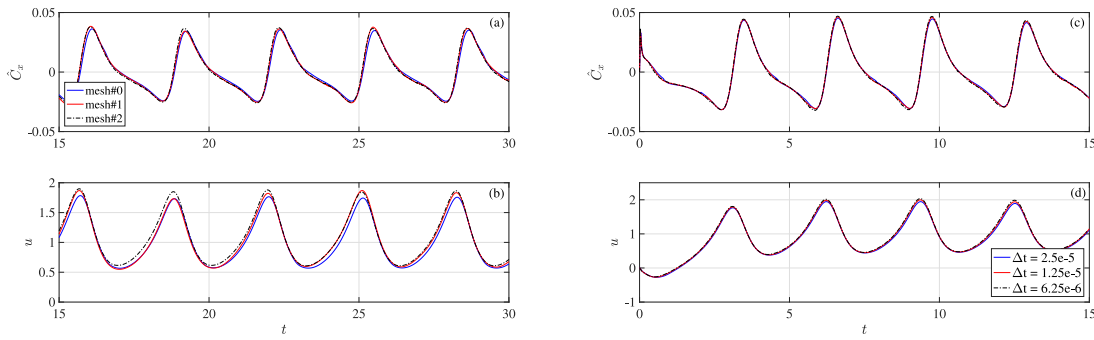 0.05
(a)
Ĉx
0
mesh#0
mesh#1
mesh#2
-0.05
15
20
25
30
2
(b)
1.5
u
1
0.5
0
15
20
25
30
t
0.05
(c)
Ĉx
0
-0.05
0
5
10
15
(d)
2
1
u
0
Δt = 2.5e-5
Δt = 1.25e-5
Δt = 6.25e-6
-1
0
5
10
15
t